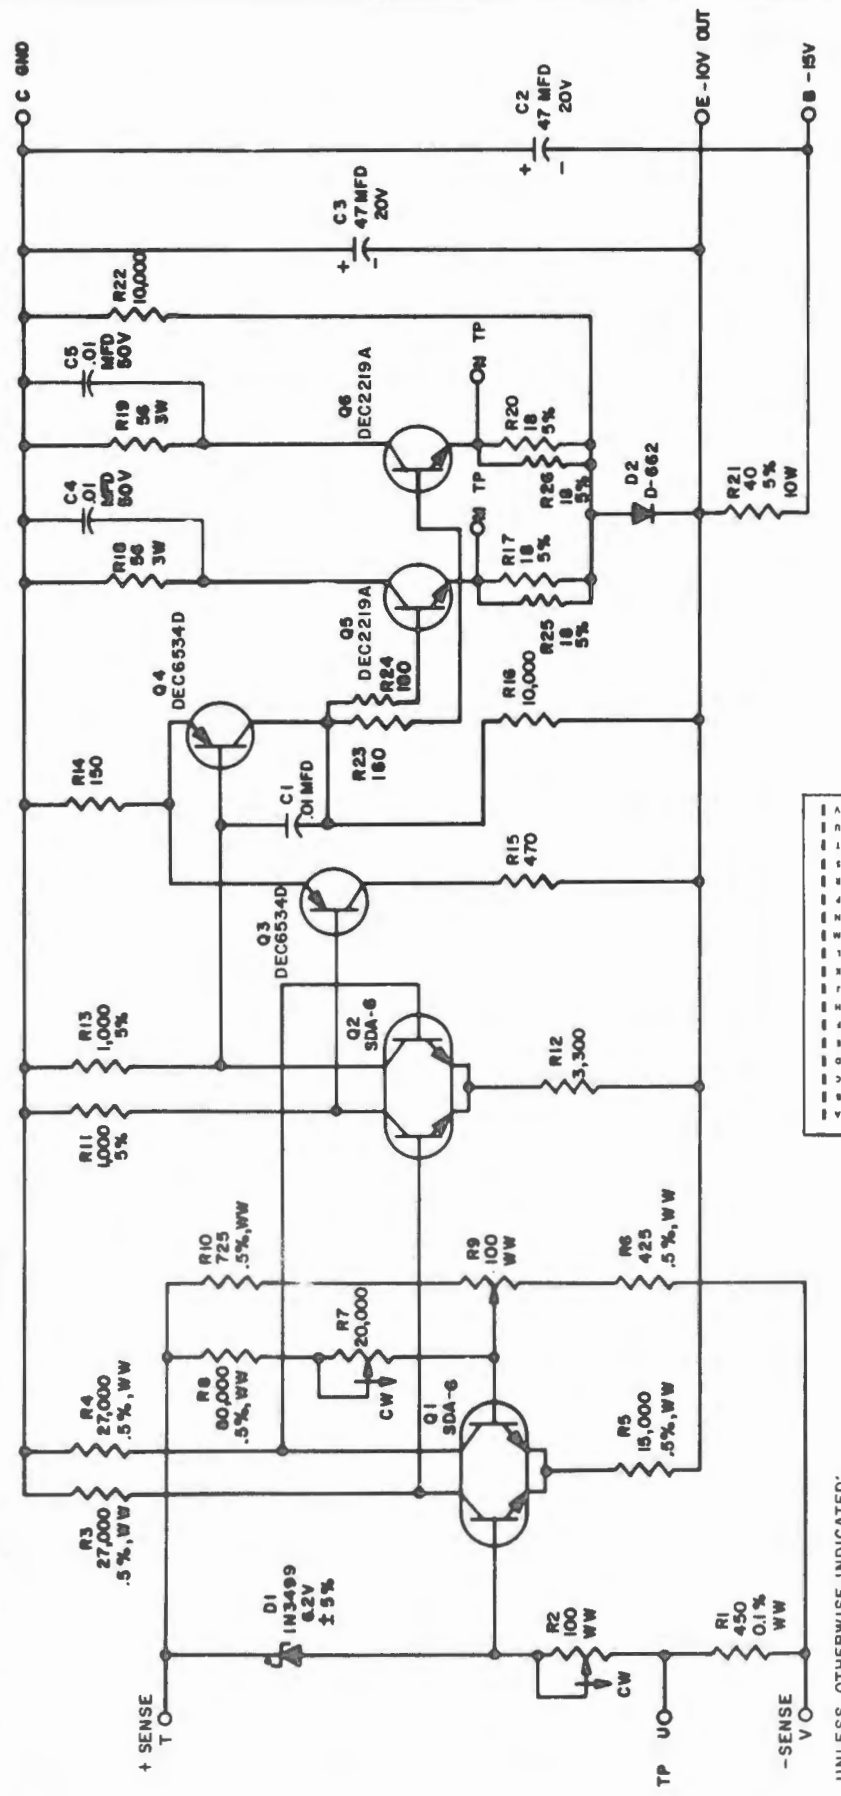 + SENSE
T
D1
1N3499
6.2V
± 5%
R2
100
WW
CW
TP U
R1
450
0.1%
WW
-SENSE
V
R3
27,000
.5%, WW
R4
27,000
.5%, WW
R8
80,000
.5%, WW
R7
20,000
CW
Q1
SDA-6
R5
15,000
.5%, WW
R10
725
.5%, WW
R9
100
WW
R6
425
.5%, WW
R11
1,000
5%
R13
1,000
5%
Q2
SDA-6
R12
3,300
Q3
DEC6534D
R15
470
R14
150
Q4
DEC6534D
C1
.01 MFD
R23
160
R24
R16
10,000
R18
56
3W
C4
.01
MFD
50V
Q5
DEC2219A
TP
R17
18
5%
R25
18
5%
R19
56
3W
C5
.01
MFD
50V
Q6
DEC2219A
TP
R20
18
5%
R26
18
5%
R22
10,000
D2
D-662
R21
40
5%
10W
C3
47 MFD
20V
+
-
C2
47 MFD
20V
+
-
C GND
E -10V OUT
B -15V
UNLESS OTHERWISE INDICATED: